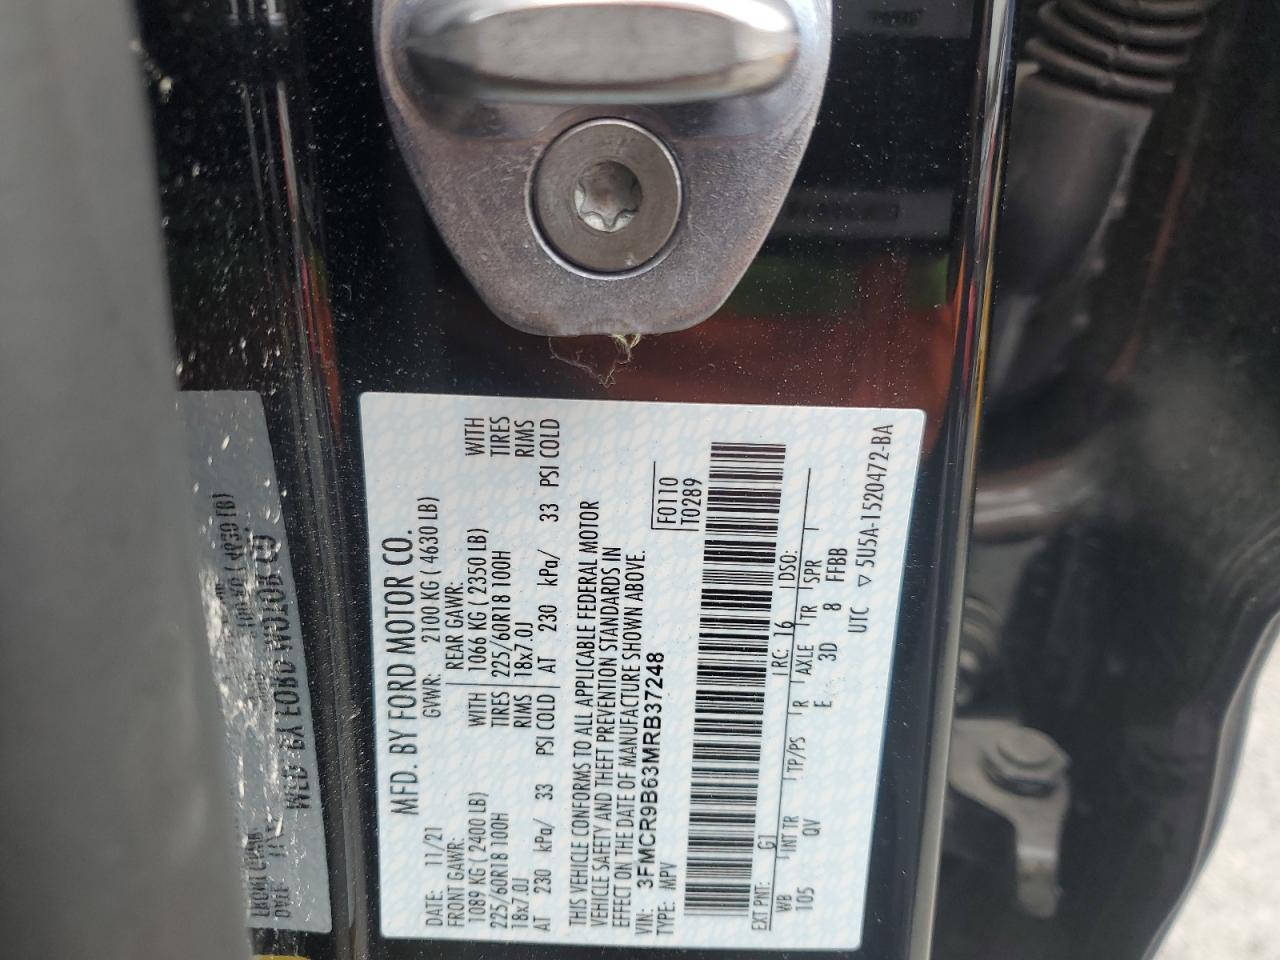 MFD. BY FORD MOTOR CO.
DATE: 11/21 GVWR: 2100 KG ( 4630 LB)
FRONT GAWR: REAR GAWR:
1089 KG ( 2400 LB) WITH 1066 KG ( 2350 LB) WITH
225/60R18 100H TIRES 225/60R18 100H TIRES
18x7.0J RIMS 18x7.0J RIMS
AT 230 kPa/ 33 PSI COLD AT 230 kPa/ 33 PSI COLD
THIS VEHICLE CONFORMS TO ALL APPLICABLE FEDERAL MOTOR
VEHICLE SAFETY AND THEFT PREVENTION STANDARDS IN
EFFECT ON THE DATE OF MANUFACTURE SHOWN ABOVE.
VIN: 3FMCR9B63MRB37248 F0110
TYPE: MPV T0289
EXT PNT: G1 RC: 16 DSO:
WB INT TR TP/PS R AXLE TR SPR
105 QV E 3D 8 FFBB
UTC ▽ 5U5A-1520472-BA